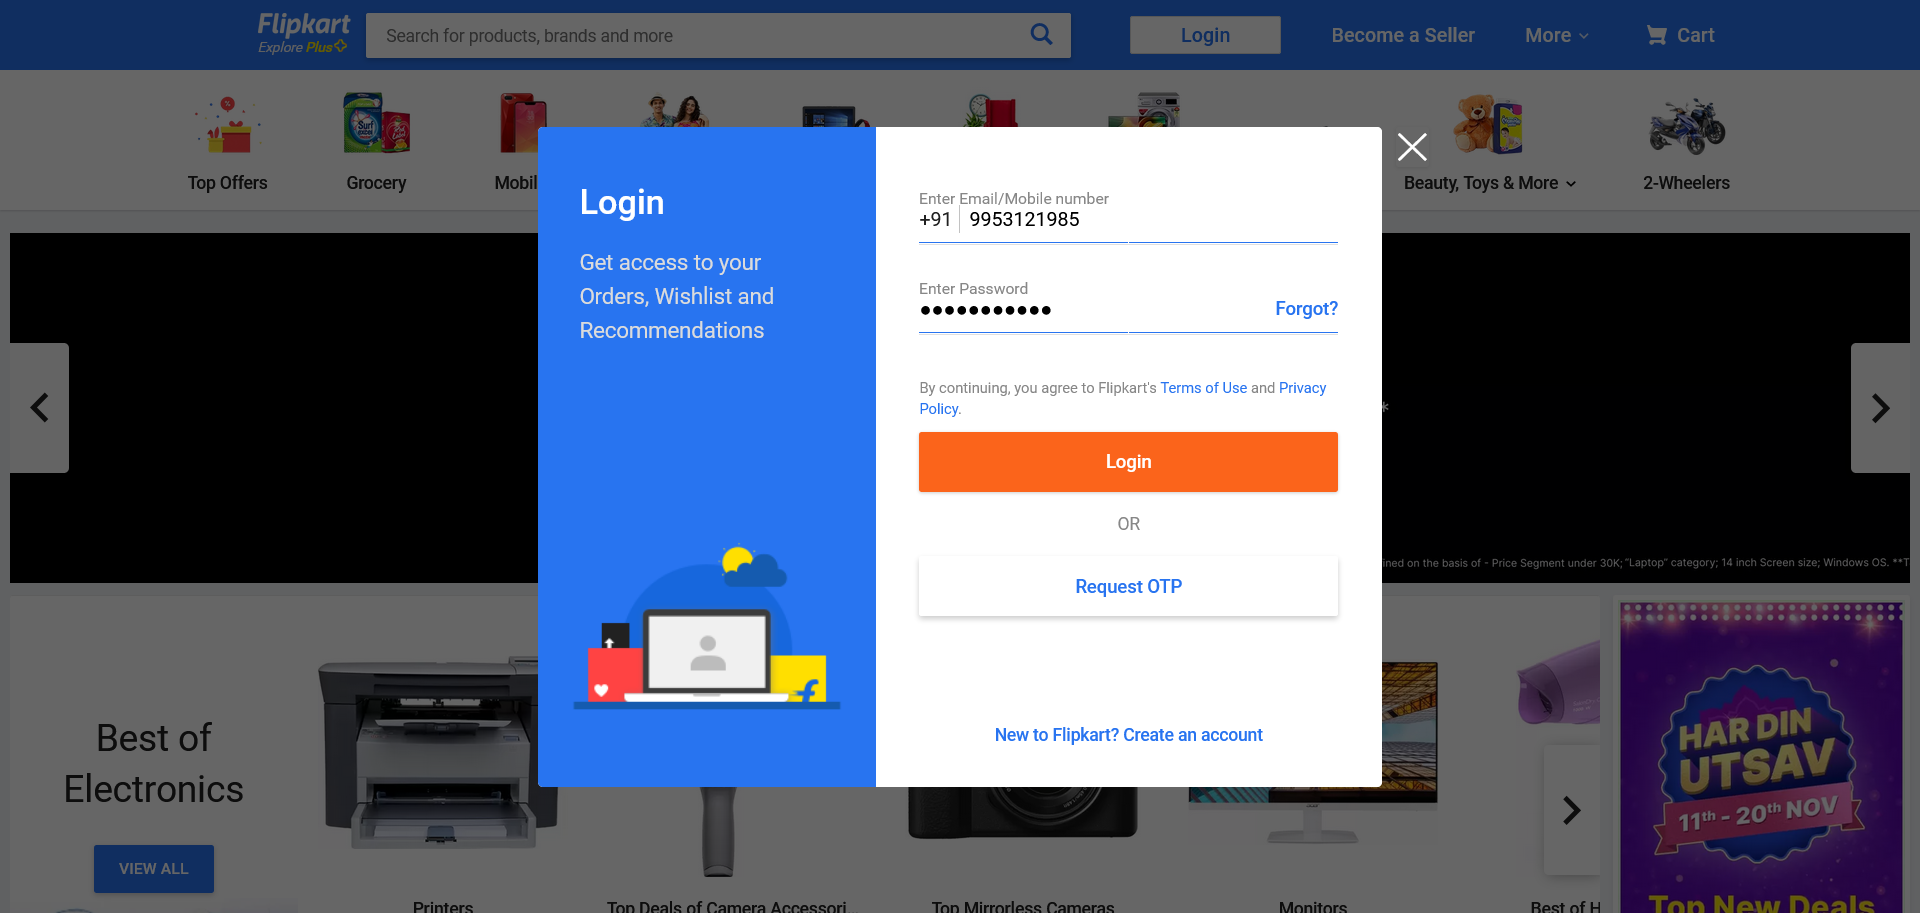 Flipkart
Explore Plus
Search for products, brands and more
Login
Become a Seller
More
Cart
Top Offers
Grocery
Mobil
Beauty, Toys & More
2-Wheelers
Login
Get access to your
Orders, Wishlist and
Recommendations
Enter Email/Mobile number
+91 9953121985
Enter Password
Forgot?
By continuing, you agree to Flipkart's Terms of Use and Privacy
Policy.
Login
OR
Request OTP
New to Flipkart? Create an account
*
ined on the basis of - Price Segment under 30K; "Laptop" category; 14 inch Screen size; Windows OS. **T
Best of
Electronics
VIEW ALL
Printers
Top Deals of Camera Accessori...
Top Mirrorless Cameras
Monitors
Best of H
HAR DIN
UTSAV
11th - 20th NOV
Top New Deals